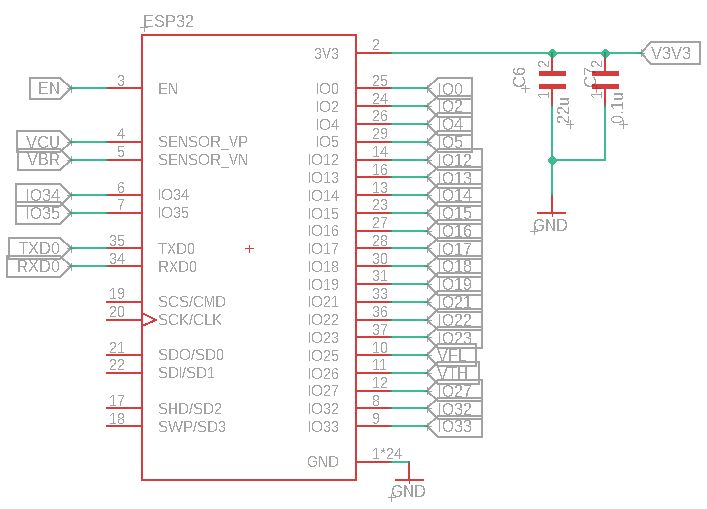 ESP32
3V3 2 V3V3
EN 3 EN IO0 25 IO0
IO2 24 IO2
IO4 26 IO4
VCU 4 SENSOR_VP IO5 29 IO5
VBR 5 SENSOR_VN IO12 14 IO12
IO13 16 IO13
IO34 6 IO34 IO14 13 IO14
IO35 7 IO35 IO15 23 IO15
IO16 27 IO16
TXD0 35 TXD0 IO17 28 IO17
RXD0 34 RXD0 IO18 30 IO18
IO19 31 IO19
19 SCS/CMD IO21 33 IO21
20 SCK/CLK IO22 36 IO22
IO23 37 IO23
21 SDO/SD0 IO25 10 VFL
22 SDI/SD1 IO26 11 VTH
IO27 12 IO27
17 SHD/SD2 IO32 8 IO32
18 SWP/SD3 IO33 9 IO33
GND 1*24
GND
C6 1 2 22u
C7 1 2 0.1u
GND